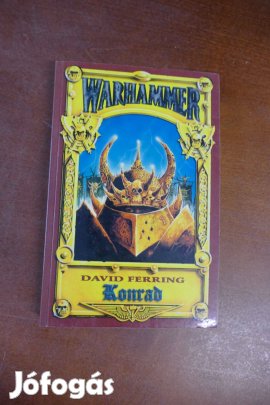 WARHAMMER
DAVID FERRING
Konrad
Jófogás